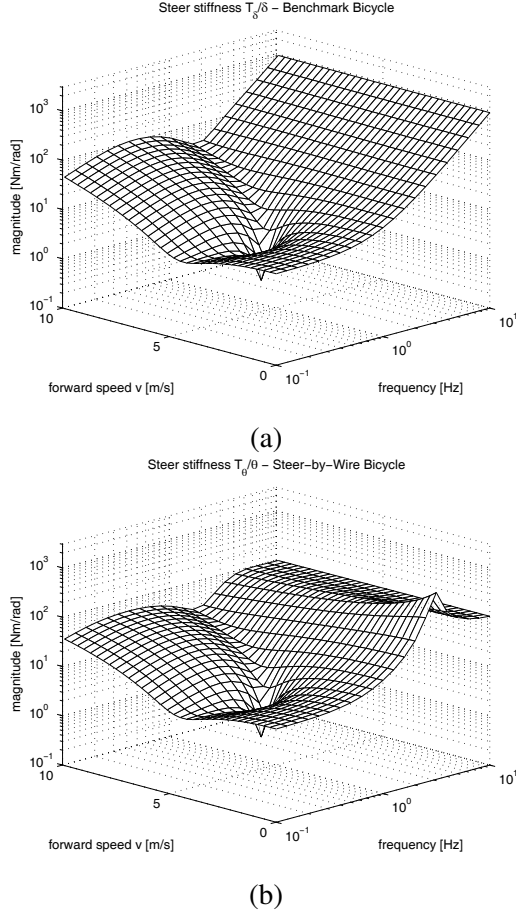 Steer stiffness T_δ/δ − Benchmark Bicycle
10^3
10^2
10^1
10^0
10^−1
magnitude [Nm/rad]
10
5
0
forward speed v [m/s]
10^−1
10^0
10^1
frequency [Hz]
(a)
Steer stiffness T_θ/θ − Steer−by−Wire Bicycle
10^3
10^2
10^1
10^0
10^−1
magnitude [Nm/rad]
10
5
0
forward speed v [m/s]
10^−1
10^0
10^1
frequency [Hz]
(b)